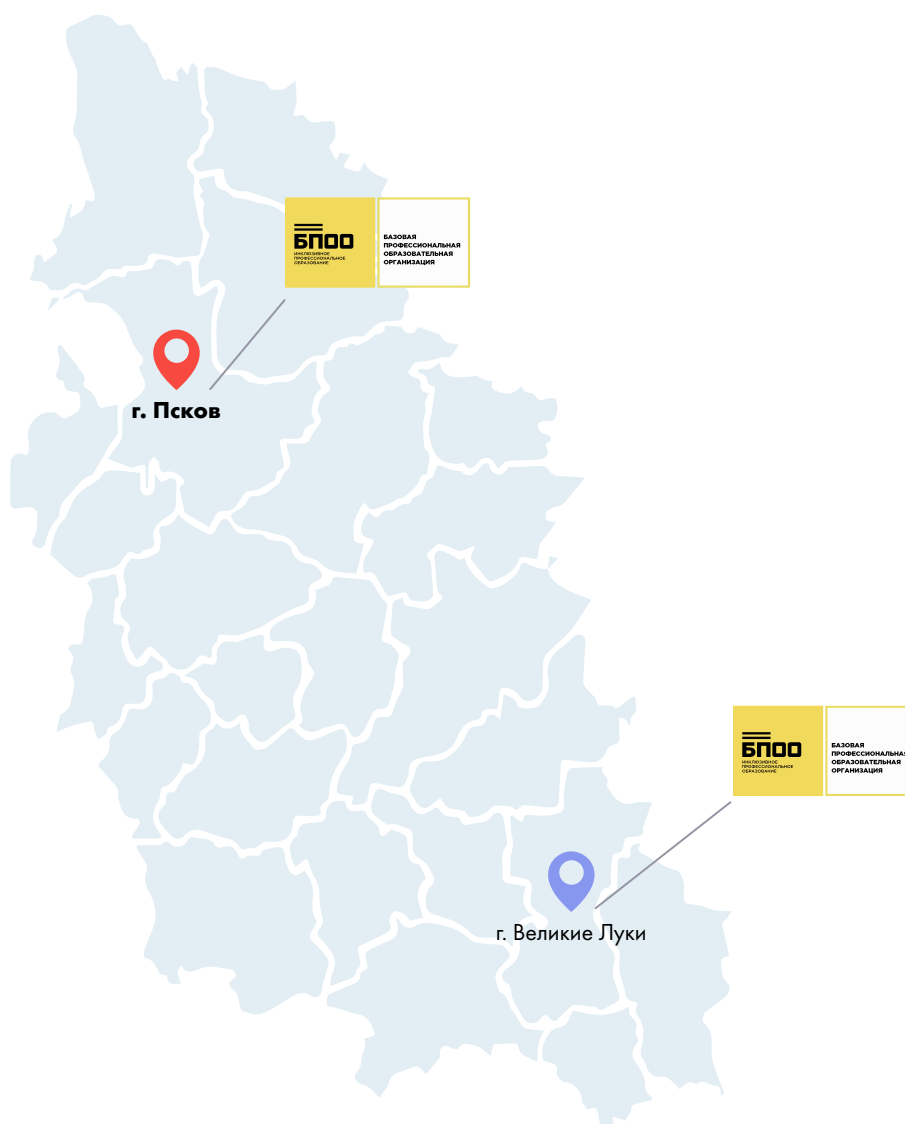 БПОО
ИНКЛЮЗИВНОЕ
ПРОФЕССИОНАЛЬНОЕ
ОБРАЗОВАНИЕ
БАЗОВАЯ
ПРОФЕССИОНАЛЬНАЯ
ОБРАЗОВАТЕЛЬНАЯ
ОРГАНИЗАЦИЯ
г. Псков
БПОО
ИНКЛЮЗИВНОЕ
ПРОФЕССИОНАЛЬНОЕ
ОБРАЗОВАНИЕ
БАЗОВАЯ
ПРОФЕССИОНАЛЬНАЯ
ОБРАЗОВАТЕЛЬНАЯ
ОРГАНИЗАЦИЯ
г. Великие Луки